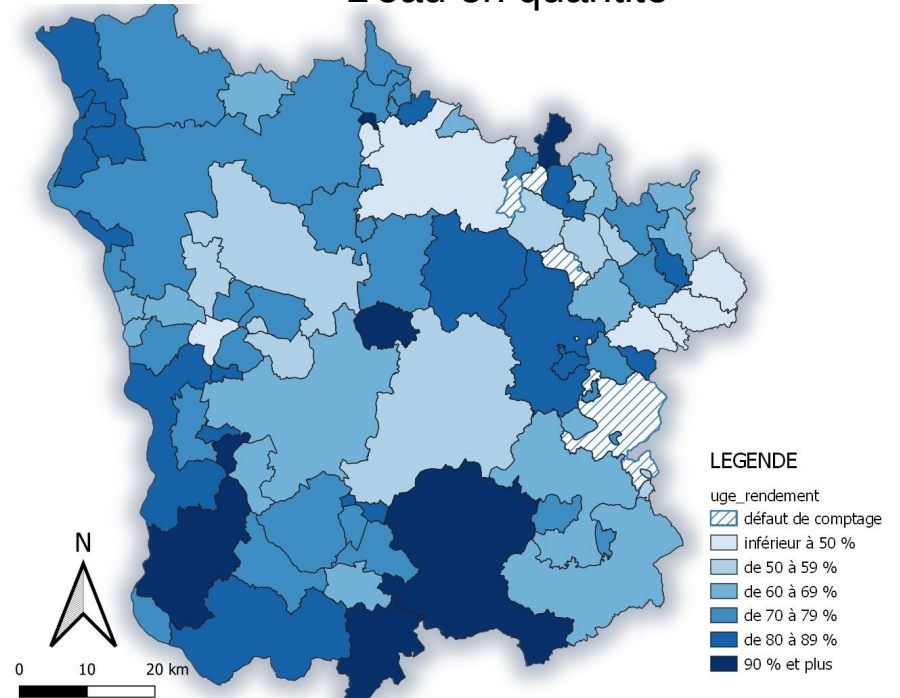 L'eau en quantité
LEGENDE
uge_rendement
défaut de comptage
inférieur à 50 %
de 50 à 59 %
de 60 à 69 %
de 70 à 79 %
de 80 à 89 %
90 % et plus
N
0 10 20 km